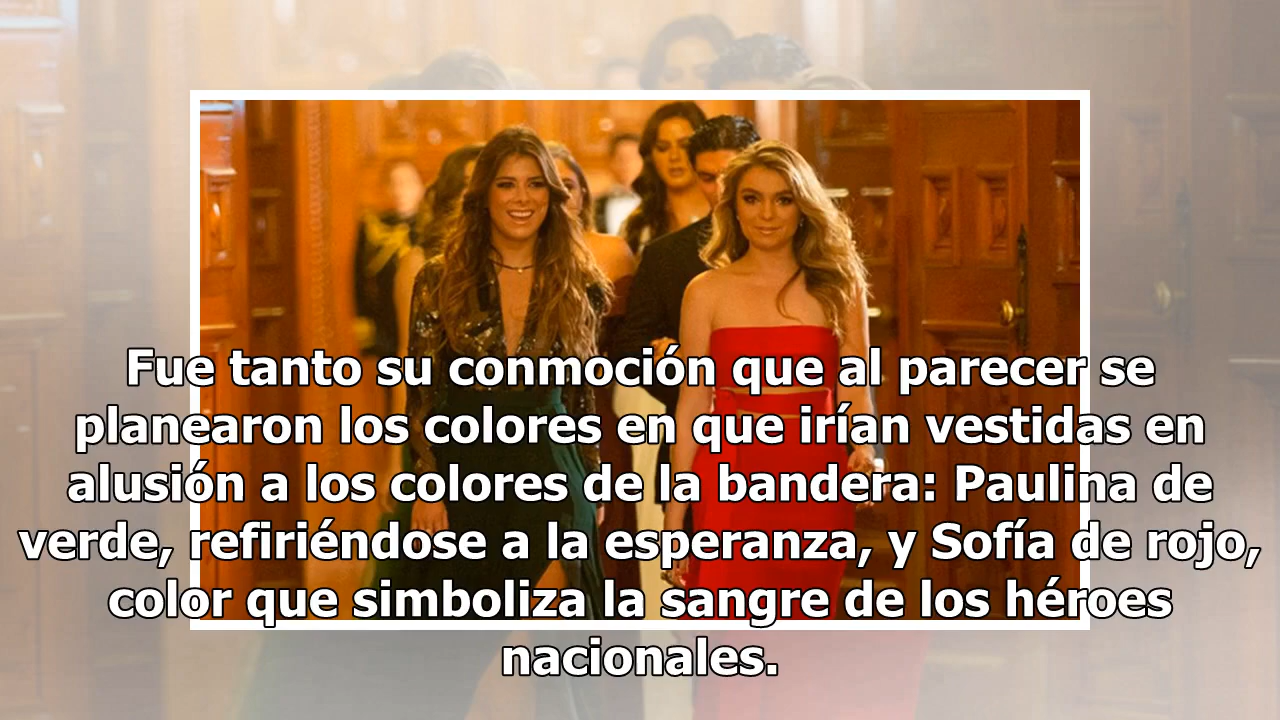 Fue tanto su conmoción que al parecer se
planearon los colores en que irían vestidas en
alusión a los colores de la bandera: Paulina de
verde, refiriéndose a la esperanza, y Sofía de rojo,
color que simboliza la sangre de los héroes
nacionales.